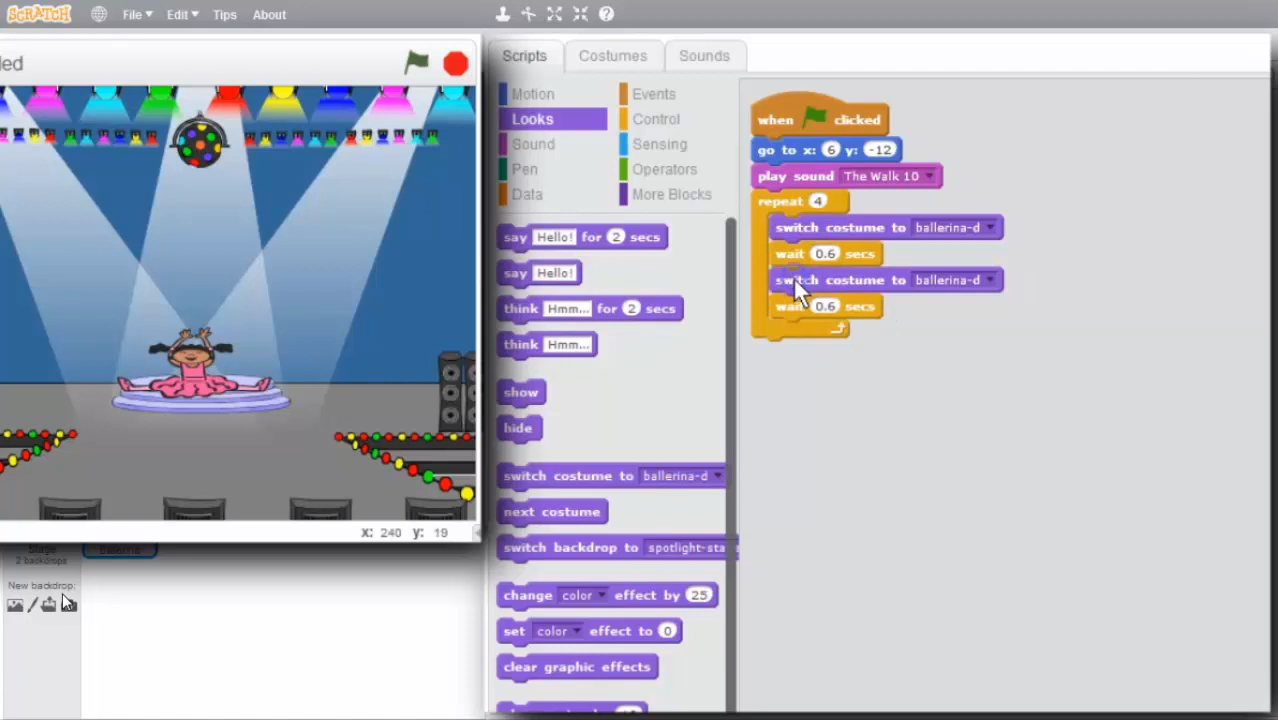 SCRATCH File Edit Tips About
led
Scripts Costumes Sounds
Motion Events
Looks Control
Sound Sensing
Pen Operators
Data More Blocks
say Hello! for 2 secs
say Hello!
think Hmm... for 2 secs
think Hmm...
show
hide
switch costume to ballerina-d
next costume
switch backdrop to spotlight-sta
change color effect by 25
set color effect to 0
clear graphic effects
when clicked
go to x: 6 y: -12
play sound The Walk 10
repeat 4
switch costume to ballerina-d
wait 0.6 secs
switch costume to ballerina-d
wait 0.6 secs
x: 240 y: 19
Stage
2 backdrops
Ballerina
New backdrop: